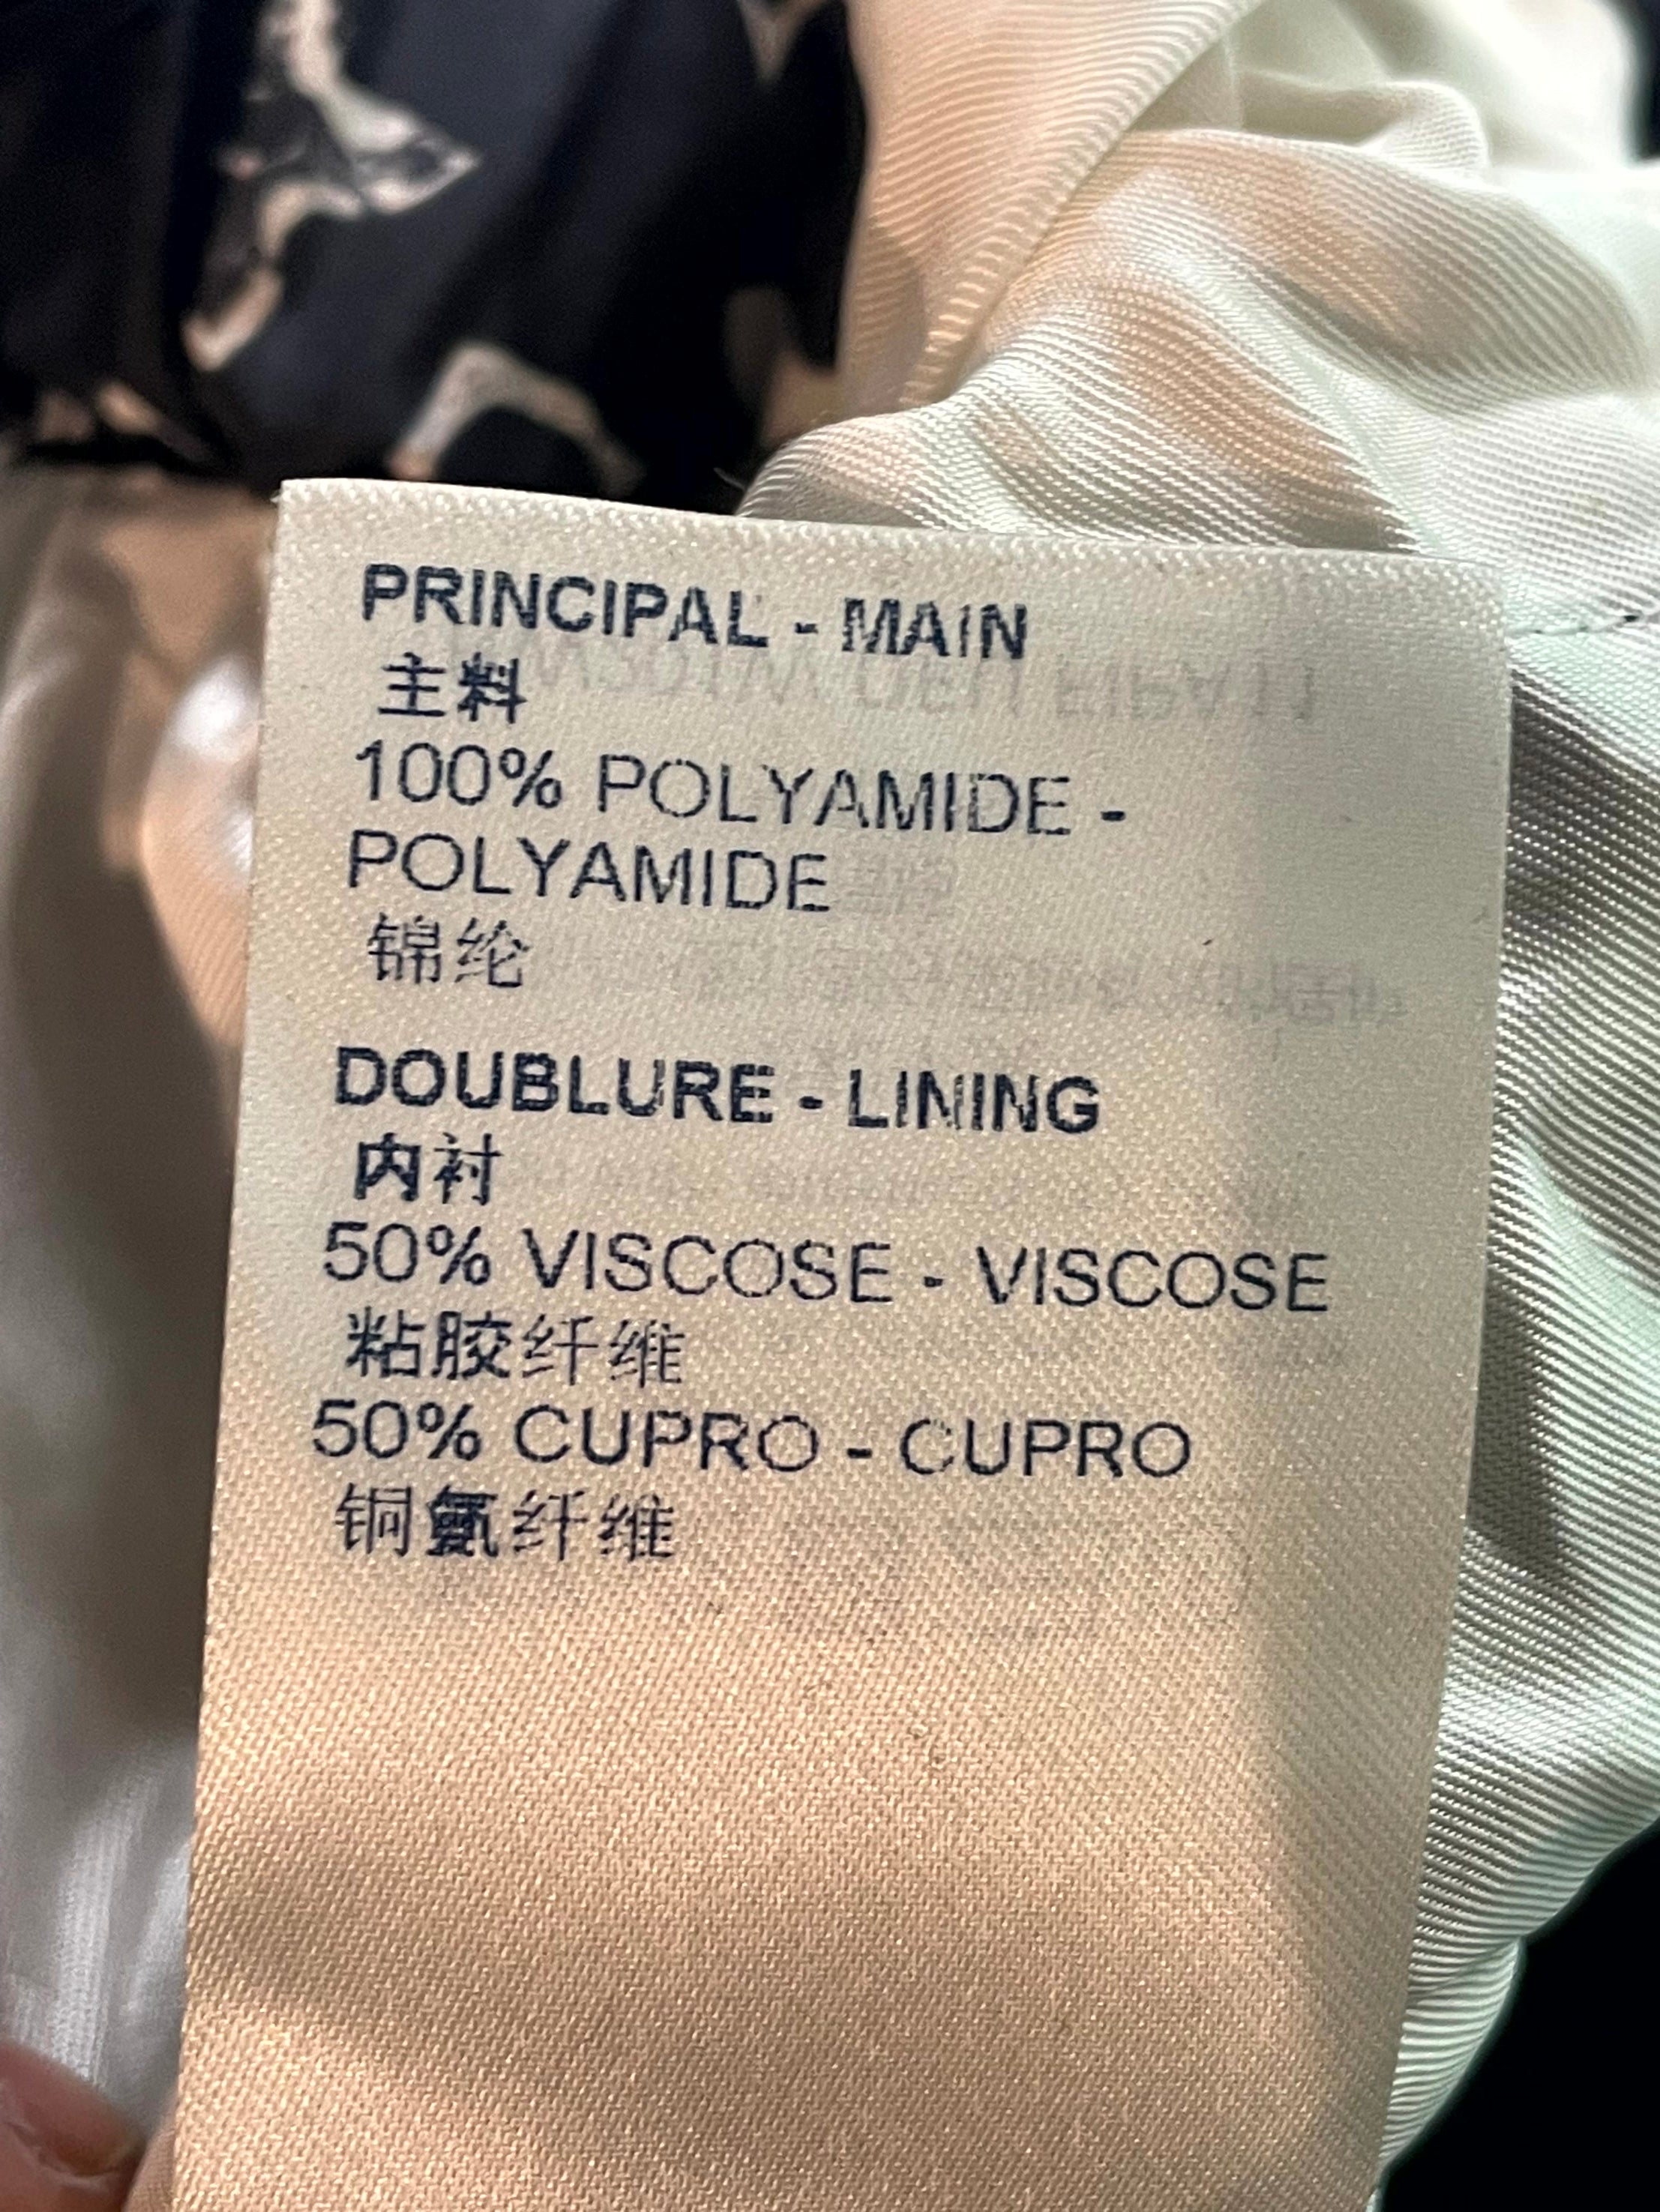 PRINCIPAL - MAIN
主料
100% POLYAMIDE -
POLYAMIDE
锦纶
DOUBLURE - LINING
内衬
50% VISCOSE - VISCOSE
粘胶纤维
50% CUPRO - CUPRO
铜氨纤维